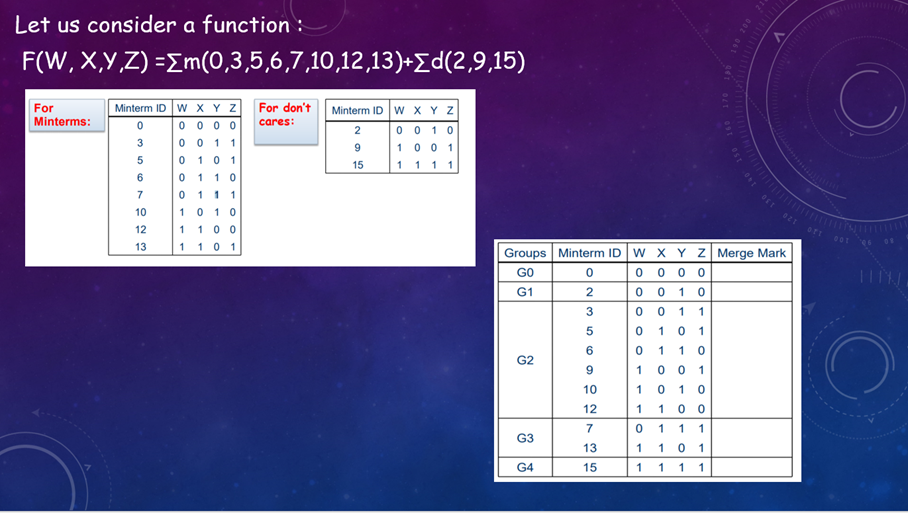 Let us consider a function :
F(W, X,Y,Z) =∑m(0,3,5,6,7,10,12,13)+∑d(2,9,15)
For Minterms:
Minterm ID W X Y Z
0 0 0 0 0
3 0 0 1 1
5 0 1 0 1
6 0 1 1 0
7 0 1 1 1
10 1 0 1 0
12 1 1 0 0
13 1 1 0 1
For don't cares:
Minterm ID W X Y Z
2 0 0 1 0
9 1 0 0 1
15 1 1 1 1
Groups Minterm ID W X Y Z Merge Mark
G0 0 0 0 0 0
G1 2 0 0 1 0
3 0 0 1 1
5 0 1 0 1
6 0 1 1 0
G2
9 1 0 0 1
10 1 0 1 0
12 1 1 0 0
7 0 1 1 1
G3
13 1 1 0 1
G4 15 1 1 1 1